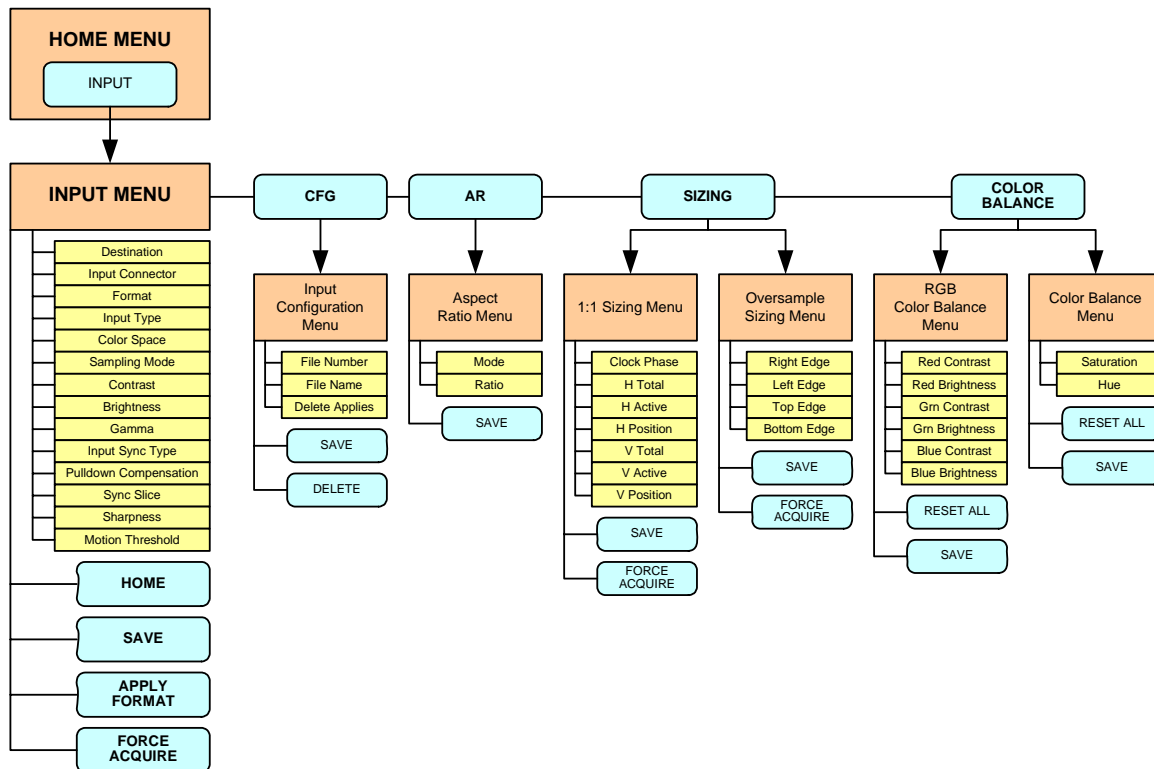 HOME MENU
INPUT
INPUT MENU
CFG
AR
SIZING
COLOR
BALANCE
Destination
Input Connector
Format
Input Type
Color Space
Sampling Mode
Contrast
Brightness
Gamma
Input Sync Type
Pulldown Compensation
Sync Slice
Sharpness
Motion Threshold
HOME
SAVE
APPLY
FORMAT
FORCE
ACQUIRE
Input
Configuration
Menu
File Number
File Name
Delete Applies
SAVE
DELETE
Aspect
Ratio Menu
Mode
Ratio
SAVE
1:1 Sizing Menu
Clock Phase
H Total
H Active
H Position
V Total
V Active
V Position
SAVE
FORCE
ACQUIRE
Oversample
Sizing Menu
Right Edge
Left Edge
Top Edge
Bottom Edge
SAVE
FORCE
ACQUIRE
RGB
Color Balance
Menu
Red Contrast
Red Brightness
Grn Contrast
Grn Brightness
Blue Contrast
Blue Brightness
RESET ALL
SAVE
Color Balance
Menu
Saturation
Hue
RESET ALL
SAVE